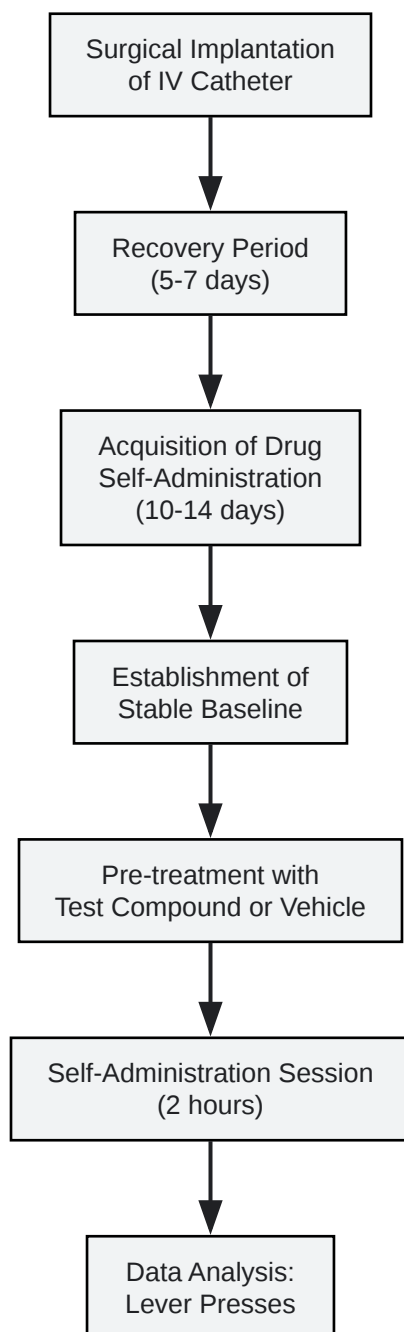 Surgical Implantation
of IV Catheter
Recovery Period
(5-7 days)
Acquisition of Drug
Self-Administration
(10-14 days)
Establishment of
Stable Baseline
Pre-treatment with
Test Compound or Vehicle
Self-Administration Session
(2 hours)
Data Analysis:
Lever Presses